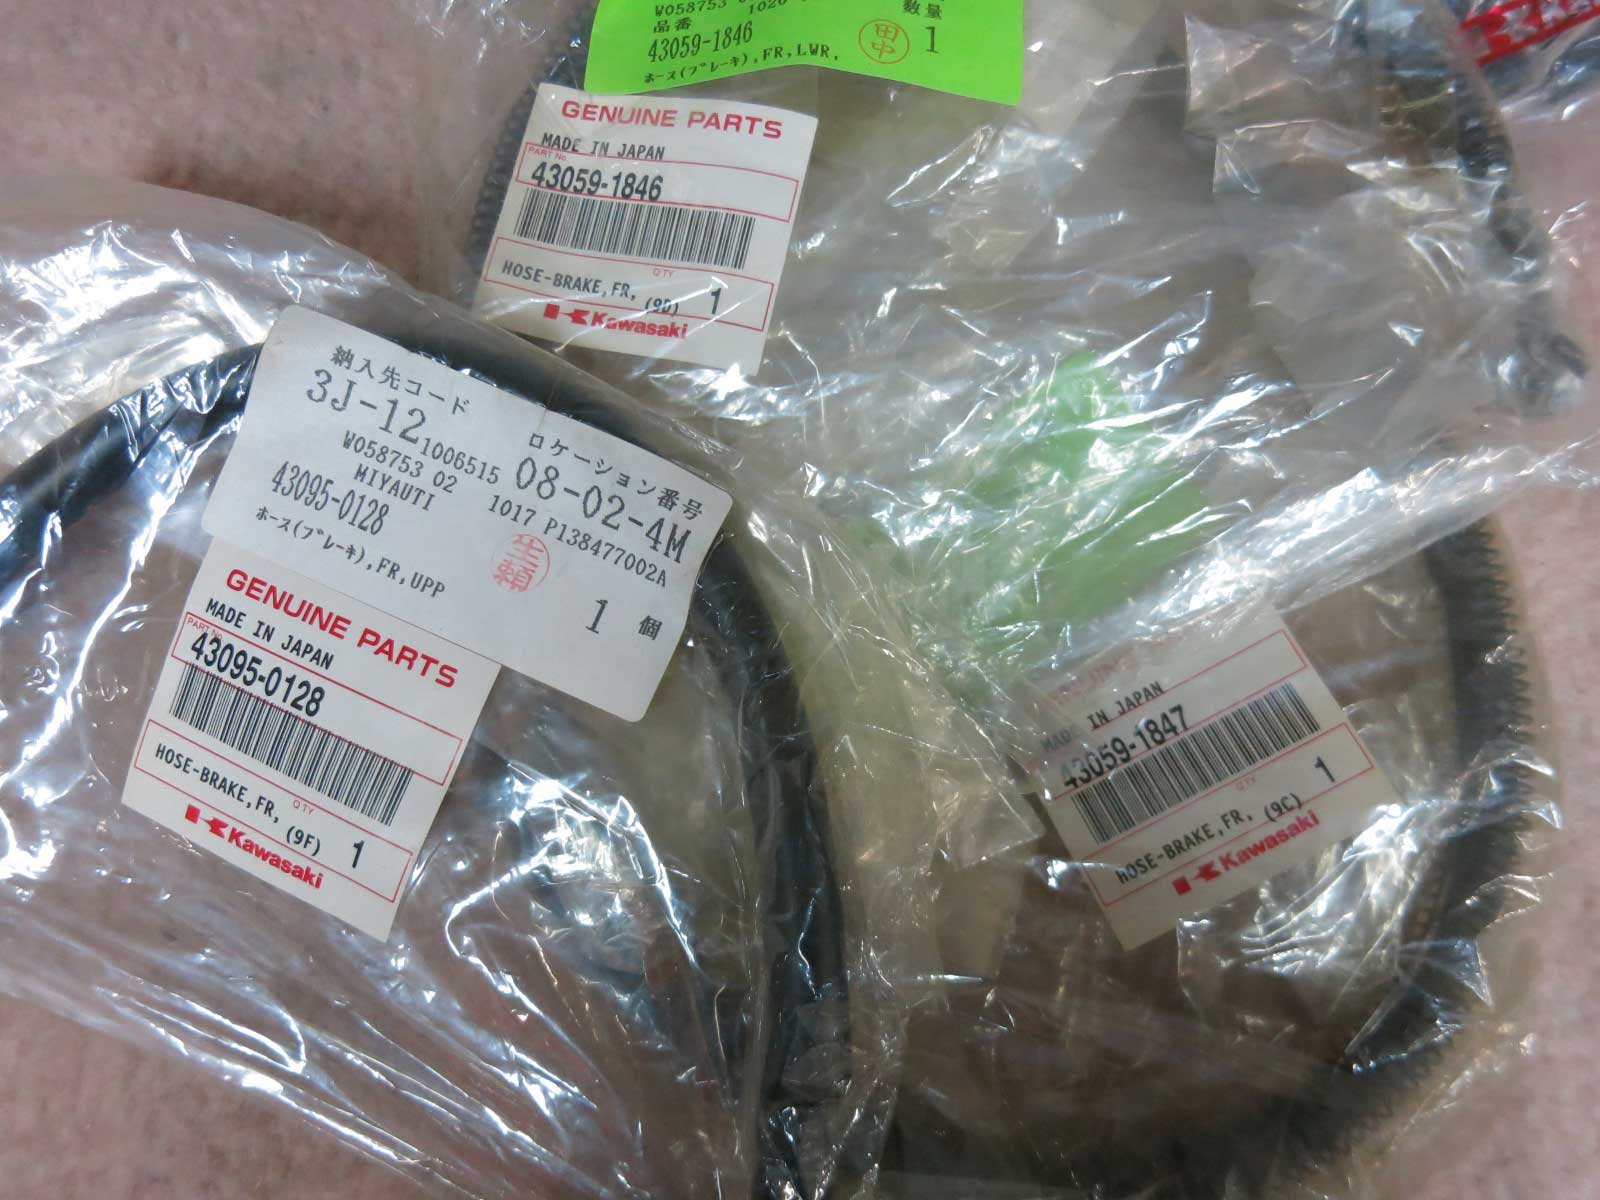 W058753
品番
43059-1846
数量
1
田中
ホース(ブレーキ),FR,LWR,
GENUINE PARTS
MADE IN JAPAN
PART No.
43059-1846
HOSE-BRAKE,FR, (9D)
QTY
1
Kawasaki
納入先コード
3J-12
ロケーション番号
1006515
08-02-4M
W058753 02
1017 P138477002A
MIYAUTI
43095-0128
ホース(ブレーキ),FR,UPP
1 個
GENUINE PARTS
MADE IN JAPAN
PART No.
43095-0128
HOSE-BRAKE,FR, (9F)
QTY
1
Kawasaki
MADE IN JAPAN
43059-1847
HOSE-BRAKE,FR, (9C)
QTY
1
Kawasaki